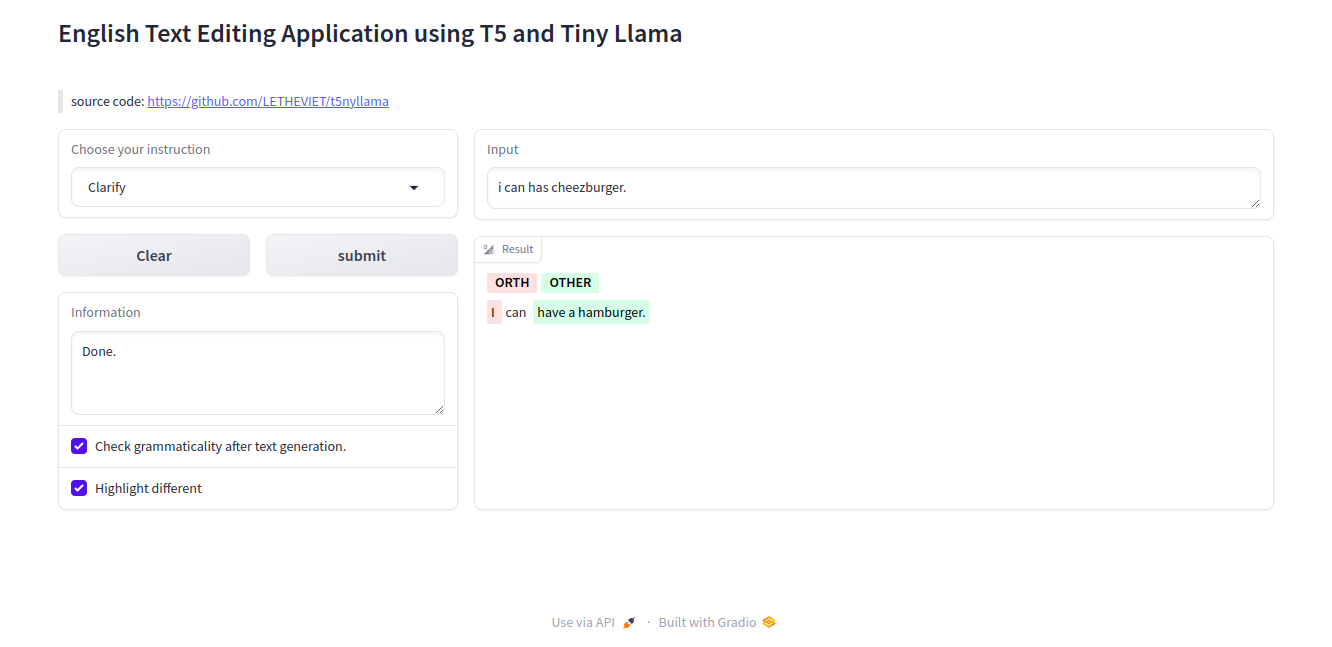 English Text Editing Application using T5 and Tiny Llama
source code: https://github.com/LETHEVIET/t5nyllama
Choose your instruction
Clarify
Clear
submit
Information
Done.
Check grammaticality after text generation.
Highlight different
Input
i can has cheezburger.
Result
ORTH OTHER
I can have a hamburger.
Use via API · Built with Gradio